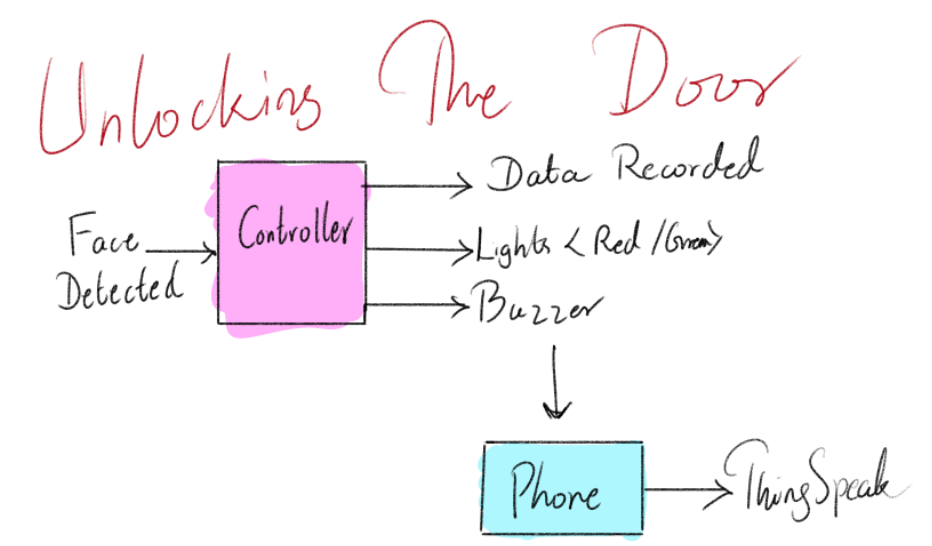 Unlocking The Door
Data Recorded
Controller
Face
Detected
Lights < Red / Green >
Buzzer
Phone
ThingSpeak